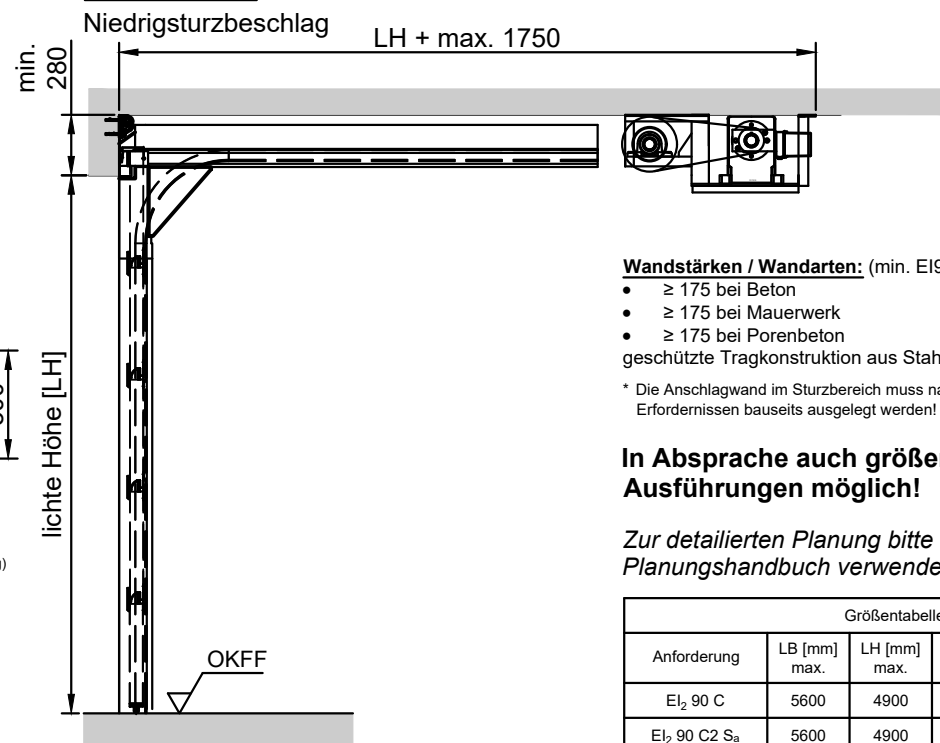 Niedrigsturzbeschlag
LH + max. 1750
min.
280
lichte Höhe [LH]
OKFF
Wandstärken / Wandarten: (min. EI9
• ≥ 175 bei Beton
• ≥ 175 bei Mauerwerk
• ≥ 175 bei Porenbeton
geschützte Tragkonstruktion aus Stah
* Die Anschlagwand im Sturzbereich muss na
Erfordernissen bauseits ausgelegt werden!
In Absprache auch größe
Ausführungen möglich!
Zur detailierten Planung bitte
Planungshandbuch verwende
Größentabelle
Anforderung LB [mm] max. LH [mm] max.
EI₂ 90 C 5600 4900
EI₂ 90 C2 Sₐ 5600 4900